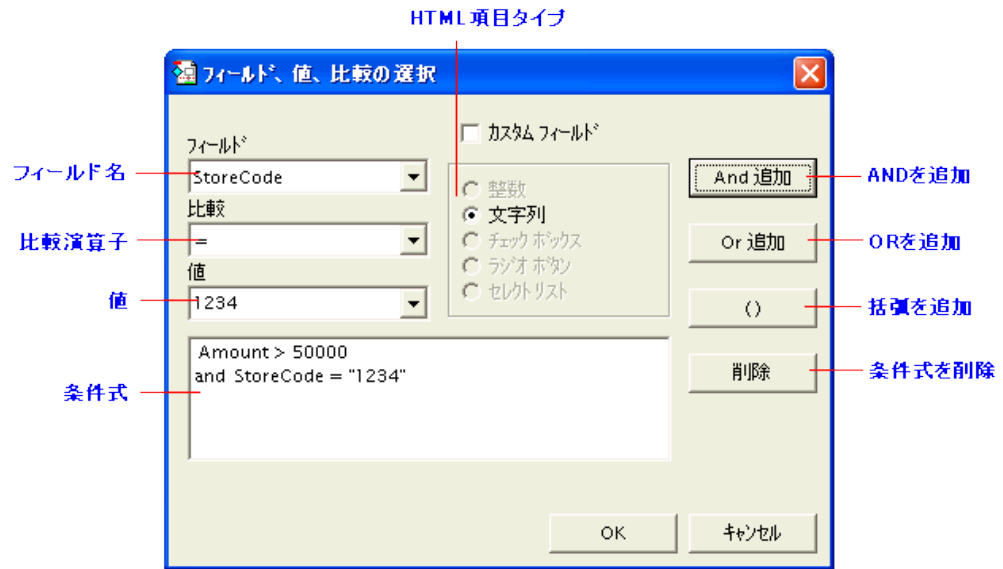 HTML項目タイプ
フィールド、値、比較の選択
フィールド
カスタム フィールド
フィールド名
StoreCode
整数
And 追加
ANDを追加
比較
文字列
比較演算子
=
チェック ボックス
Or 追加
ORを追加
値
ラジオ ボタン
セレクト リスト
値
1234
()
括弧を追加
Amount > 50000
and StoreCode = "1234"
削除
条件式を削除
条件式
OK
キャンセル